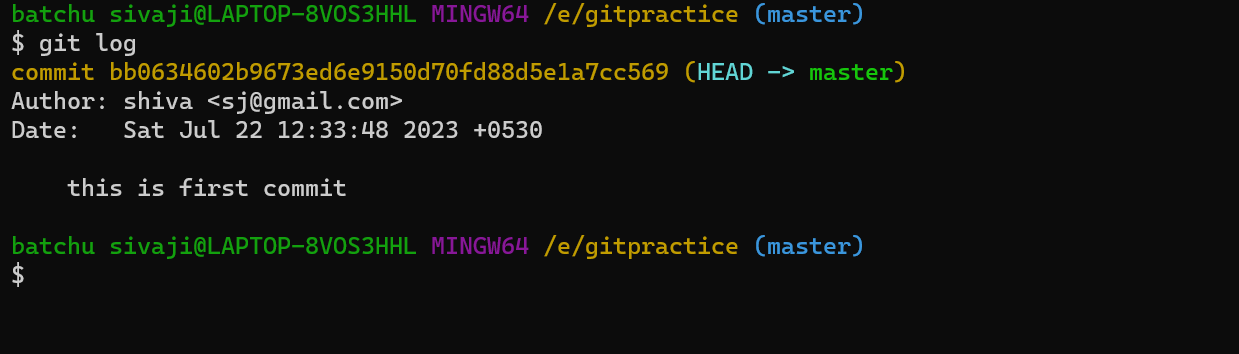 batchu sivaji@LAPTOP-8VOS3HHL MINGW64 /e/gitpractice (master)
$ git log
commit bb0634602b9673ed6e9150d70fd88d5e1a7cc569 (HEAD -> master)
Author: shiva <sj@gmail.com>
Date:   Sat Jul 22 12:33:48 2023 +0530

    this is first commit

batchu sivaji@LAPTOP-8VOS3HHL MINGW64 /e/gitpractice (master)
$